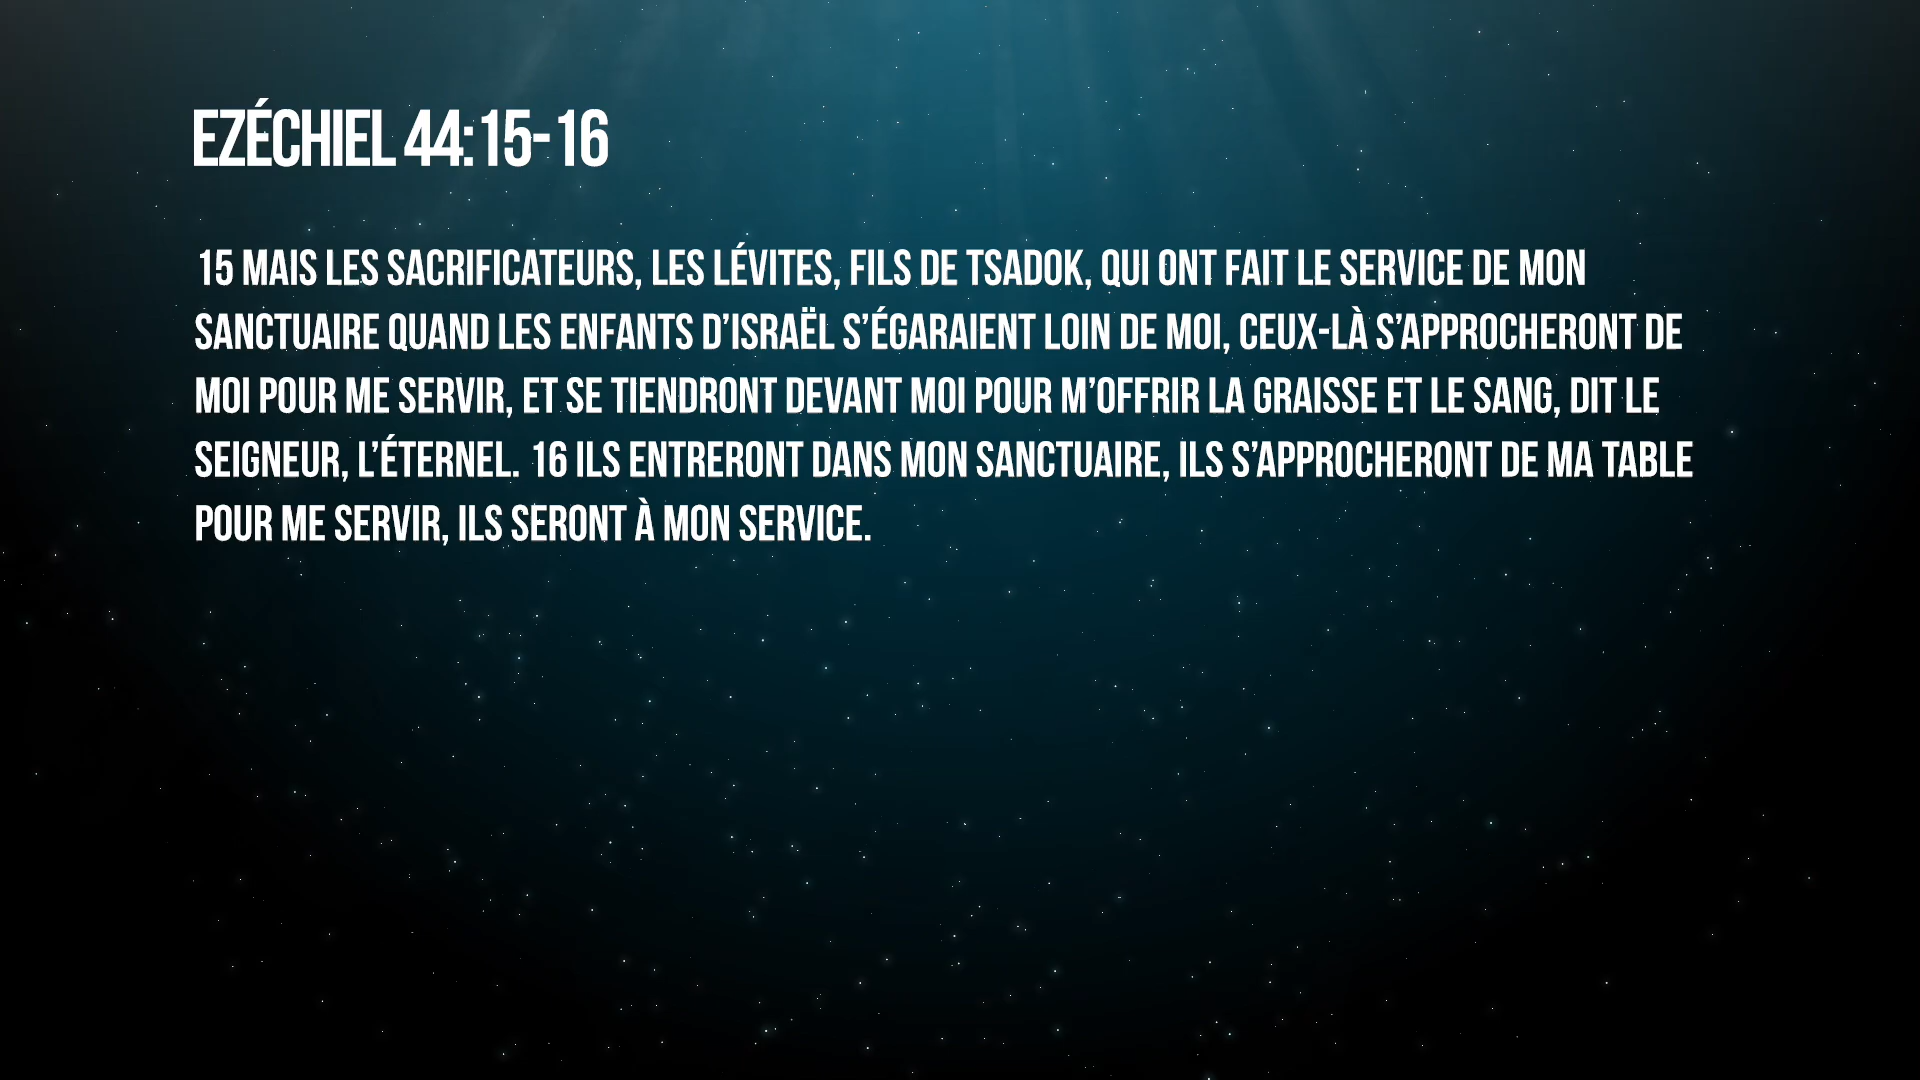 EZÉCHIEL 44:15-16
15 MAIS LES SACRIFICATEURS, LES LÉVITES, FILS DE TSADOK, QUI ONT FAIT LE SERVICE DE MON
SANCTUAIRE QUAND LES ENFANTS D’ISRAËL S’ÉGARAIENT LOIN DE MOI, CEUX-LÀ S’APPROCHERONT DE
MOI POUR ME SERVIR, ET SE TIENDRONT DEVANT MOI POUR M’OFFRIR LA GRAISSE ET LE SANG, DIT LE
SEIGNEUR, L’ÉTERNEL. 16 ILS ENTRERONT DANS MON SANCTUAIRE, ILS S’APPROCHERONT DE MA TABLE
POUR ME SERVIR, ILS SERONT À MON SERVICE.